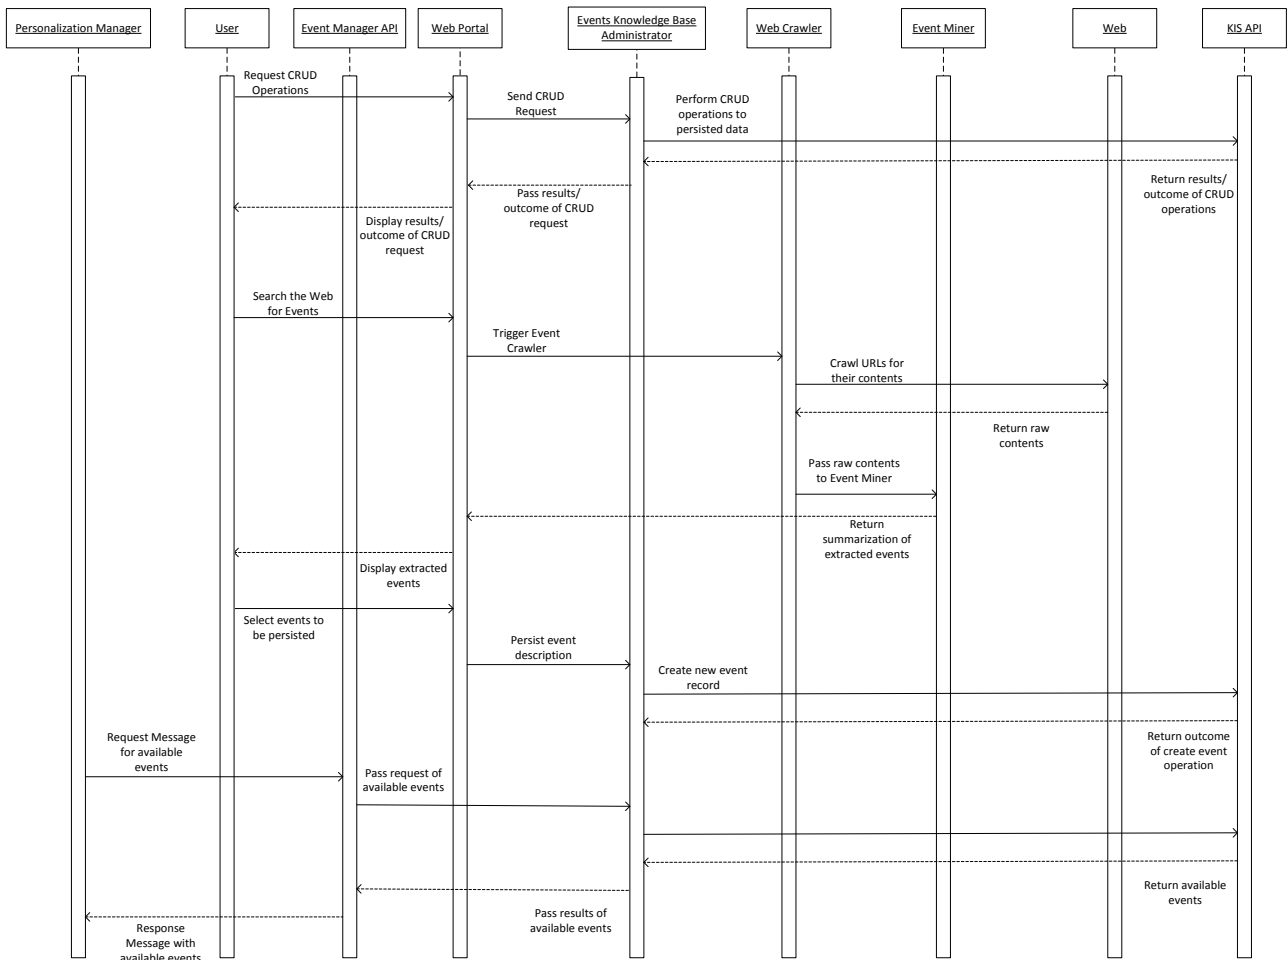 Personalization Manager
User
Event Manager API
Web Portal
Events Knowledge Base
Administrator
Web Crawler
Event Miner
Web
KIS API
Request CRUD
Operations
Send CRUD
Request
Perform CRUD
operations to
persisted data
Return results/
outcome of CRUD
operations
Pass results/
outcome of CRUD
request
Display results/
outcome of CRUD
request
Search the Web
for Events
Trigger Event
Crawler
Crawl URLs for
their contents
Return raw
contents
Pass raw contents
to Event Miner
Return
summarization of
extracted events
Display extracted
events
Select events to
be persisted
Persist event
description
Create new event
record
Return outcome
of create event
operation
Request Message
for available
events
Pass request of
available events
Return available
events
Pass results of
available events
Response
Message with
available events